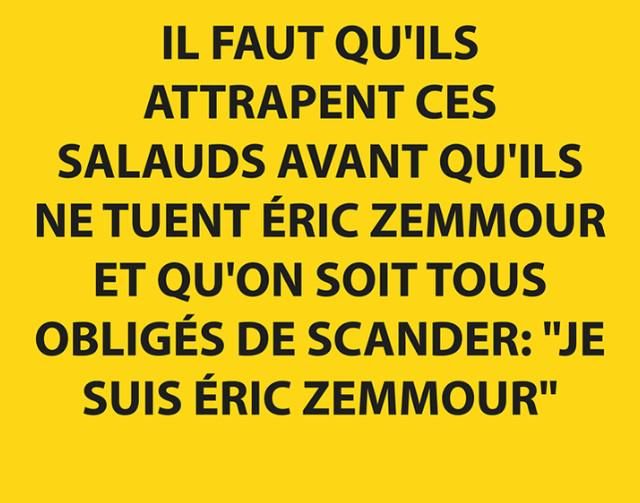 IL FAUT QU'ILS
ATTRAPENT CES
SALAUDS AVANT QU'ILS
NE TUENT ÉRIC ZEMMOUR
ET QU'ON SOIT TOUS
OBLIGÉS DE SCANDER: "JE
SUIS ÉRIC ZEMMOUR"